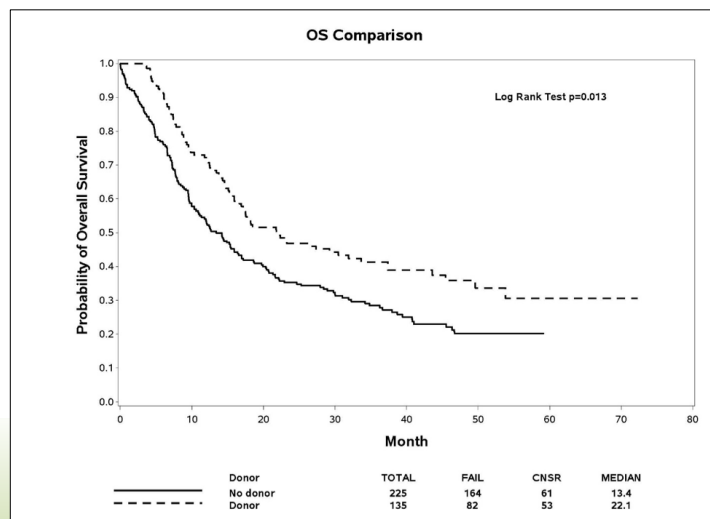 OS Comparison
Log Rank Test p=0.013
Probability of Overall Survival
1.0
0.9
0.8
0.7
0.6
0.5
0.4
0.3
0.2
0.1
0.0
0 10 20 30 40 50 60 70 80
Month
Donor TOTAL FAIL CNSR MEDIAN
No donor 225 164 61 13.4
Donor 135 82 53 22.1